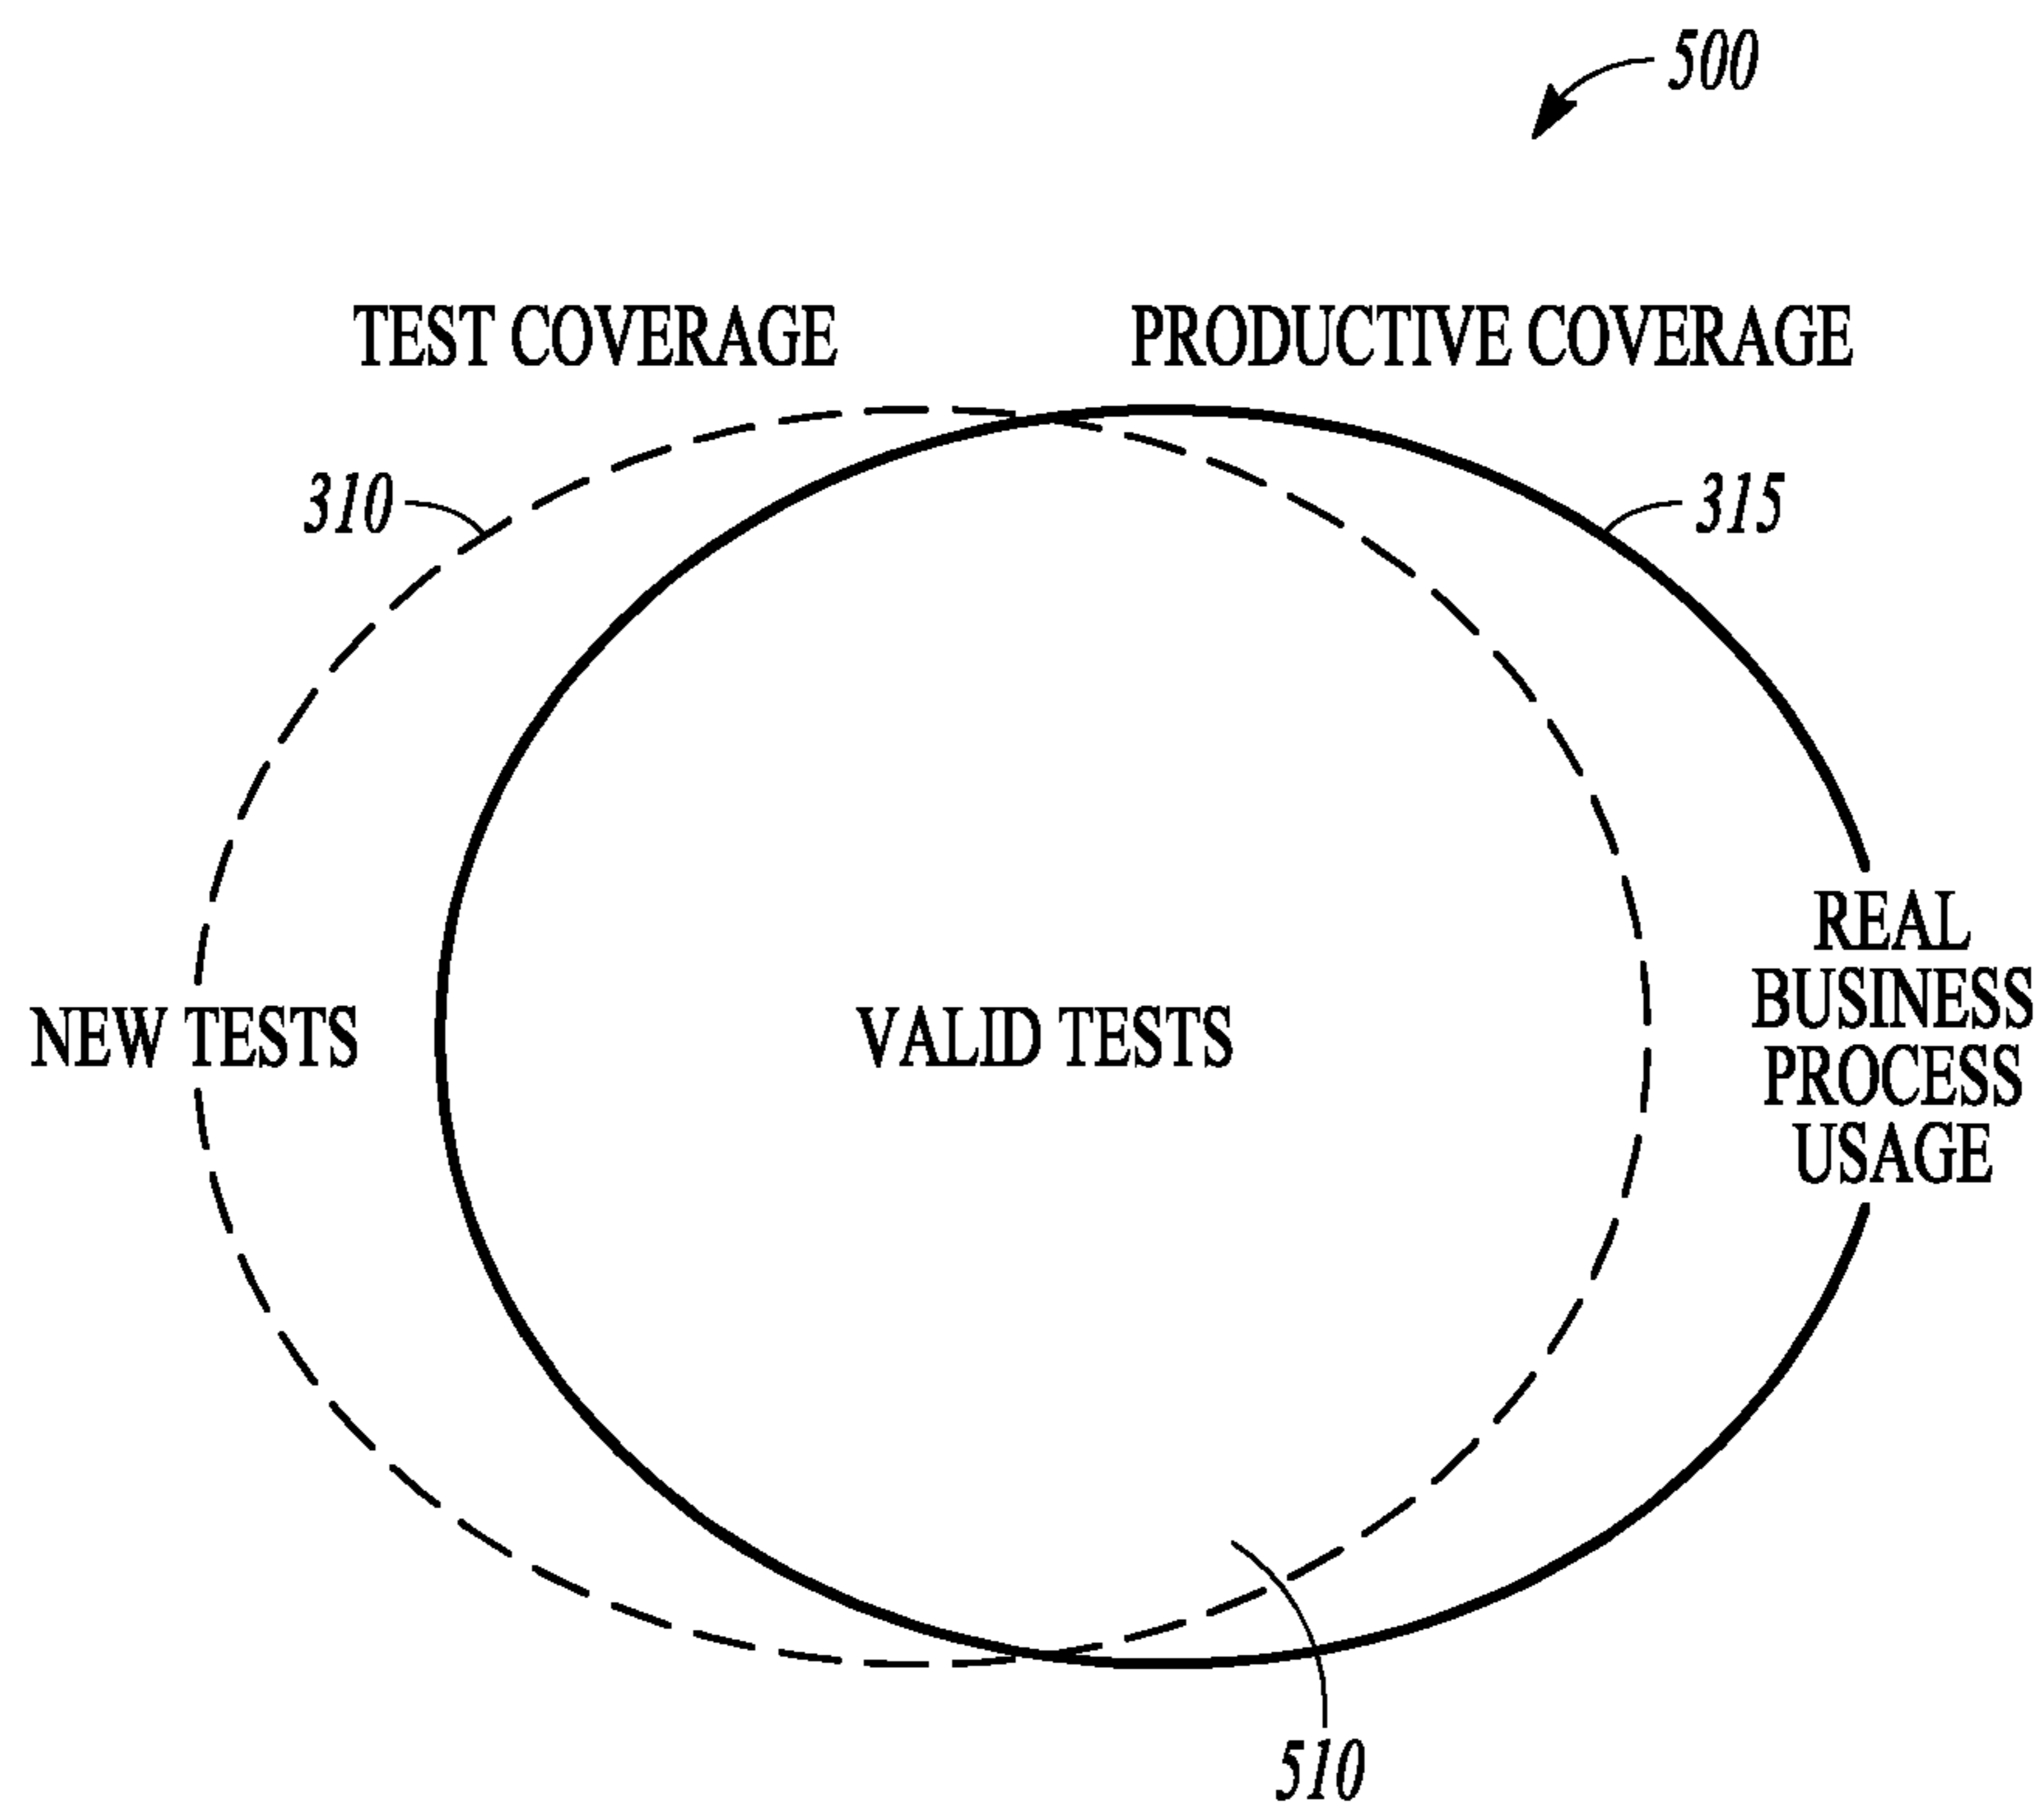 500
TEST COVERAGE
PRODUCTIVE COVERAGE
310
315
NEW TESTS
VALID TESTS
REAL
BUSINESS
PROCESS
USAGE
510